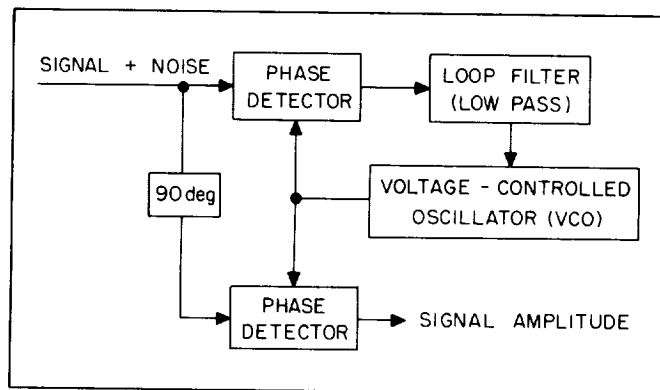 SIGNAL + NOISE
PHASE
DETECTOR
LOOP FILTER
(LOW PASS)
90 deg
VOLTAGE - CONTROLLED
OSCILLATOR (VCO)
PHASE
DETECTOR
SIGNAL AMPLITUDE